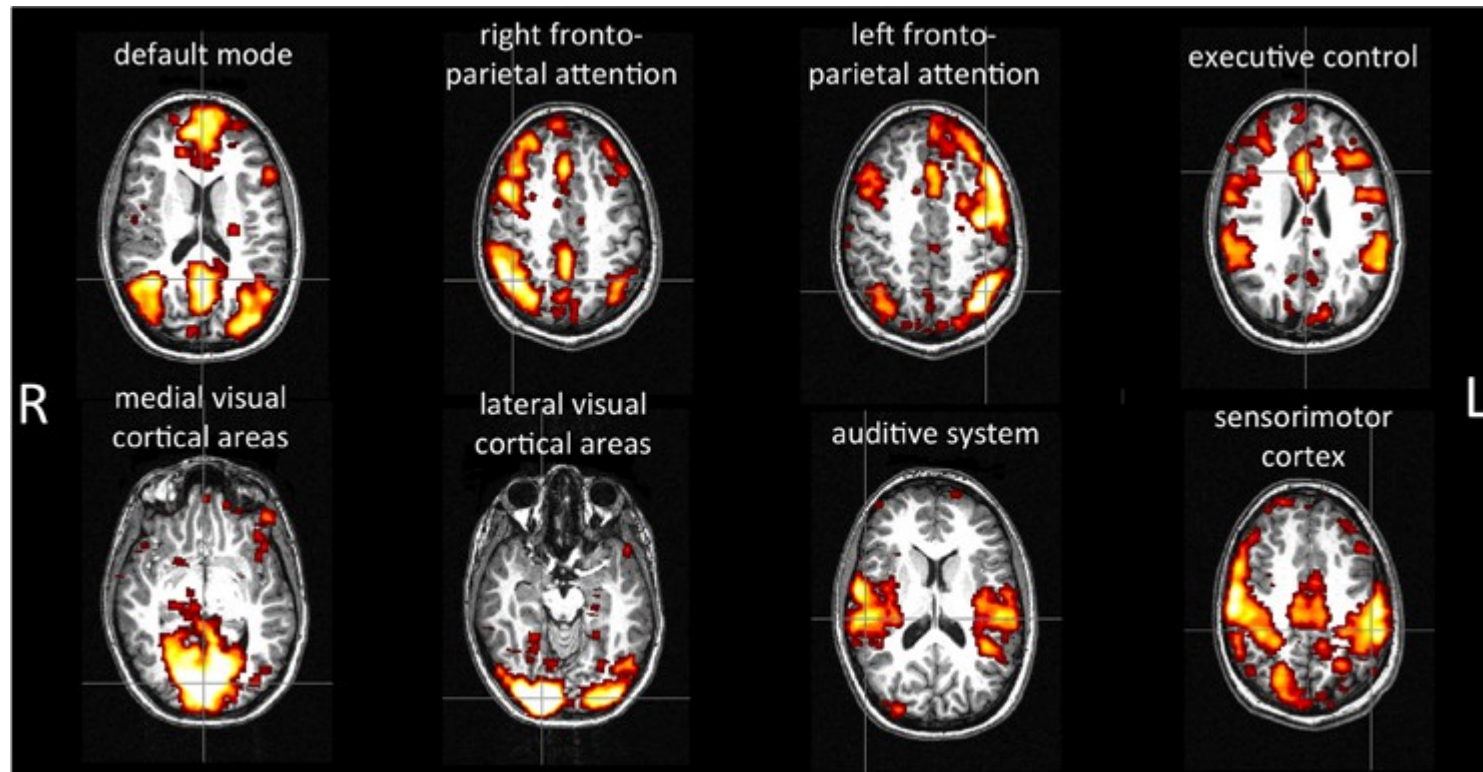 default mode
right fronto-
parietal attention
left fronto-
parietal attention
executive control
R
L
medial visual
cortical areas
lateral visual
cortical areas
auditive system
sensorimotor
cortex